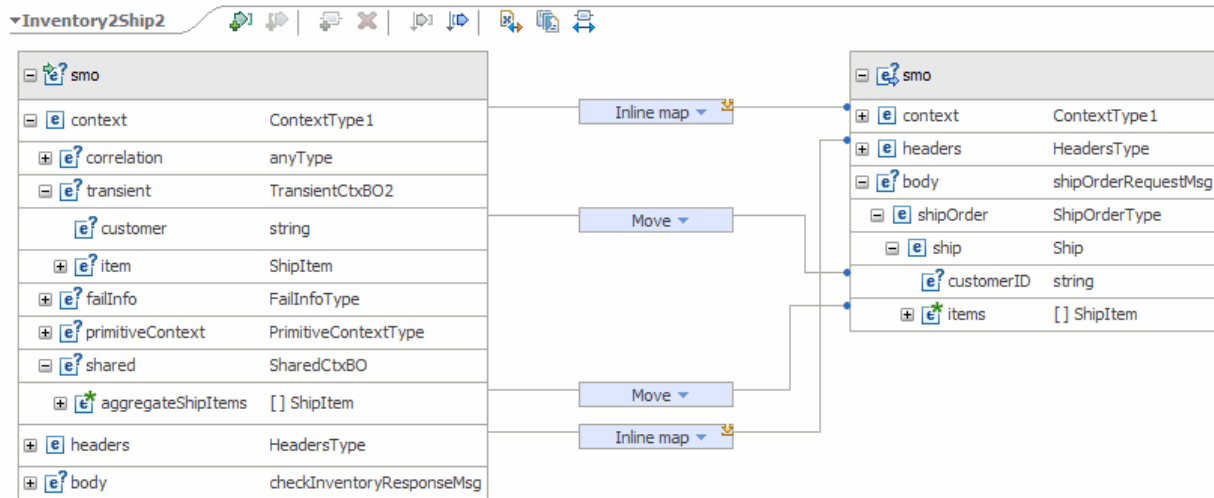 *Inventory2Ship2
smo
context ContextType1
correlation anyType
transient TransientCtxBO2
customer string
item ShipItem
failInfo FailInfoType
primitiveContext PrimitiveContextType
shared SharedCtxBO
aggregateShipItems [ ] ShipItem
headers HeadersType
body checkInventoryResponseMsg
Inline map
Move
Move
Inline map
smo
context ContextType1
headers HeadersType
body shipOrderRequestMsg
shipOrder ShipOrderType
ship Ship
customerID string
items [ ] ShipItem